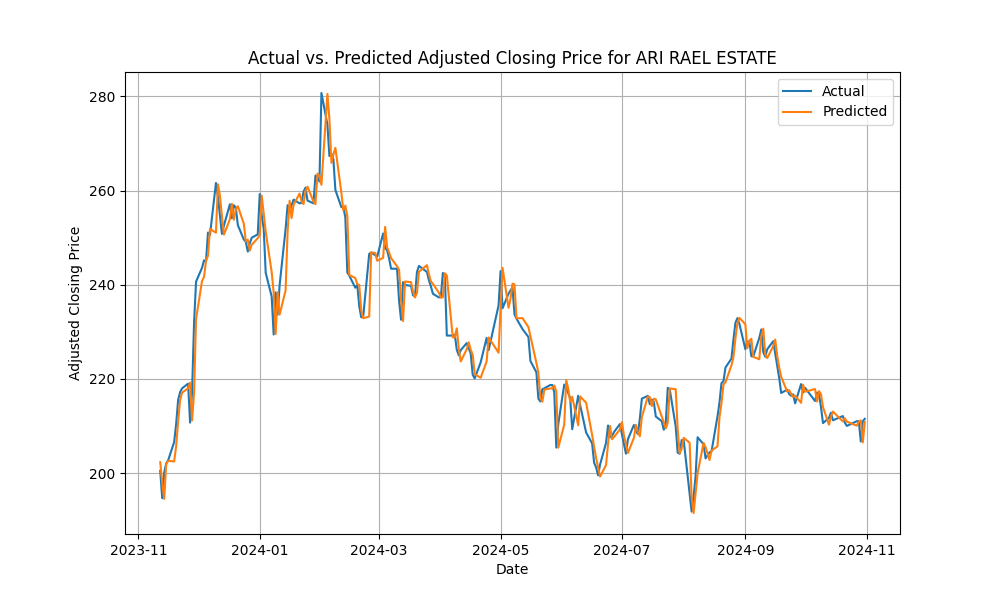 Actual vs. Predicted Adjusted Closing Price for ARI RAEL ESTATE
Actual
Predicted
280
260
240
220
200
Adjusted Closing Price
2023-11
2024-01
2024-03
2024-05
2024-07
2024-09
2024-11
Date